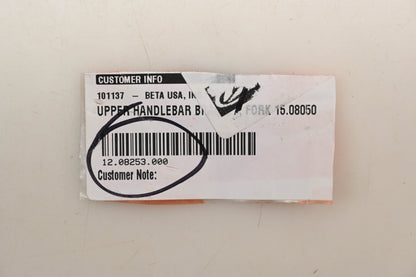 CUSTOMER INFO
101137 - BETA USA, IN
UPPER HANDLEBAR B FORK 15.08050
12.08253.000
Customer Note: